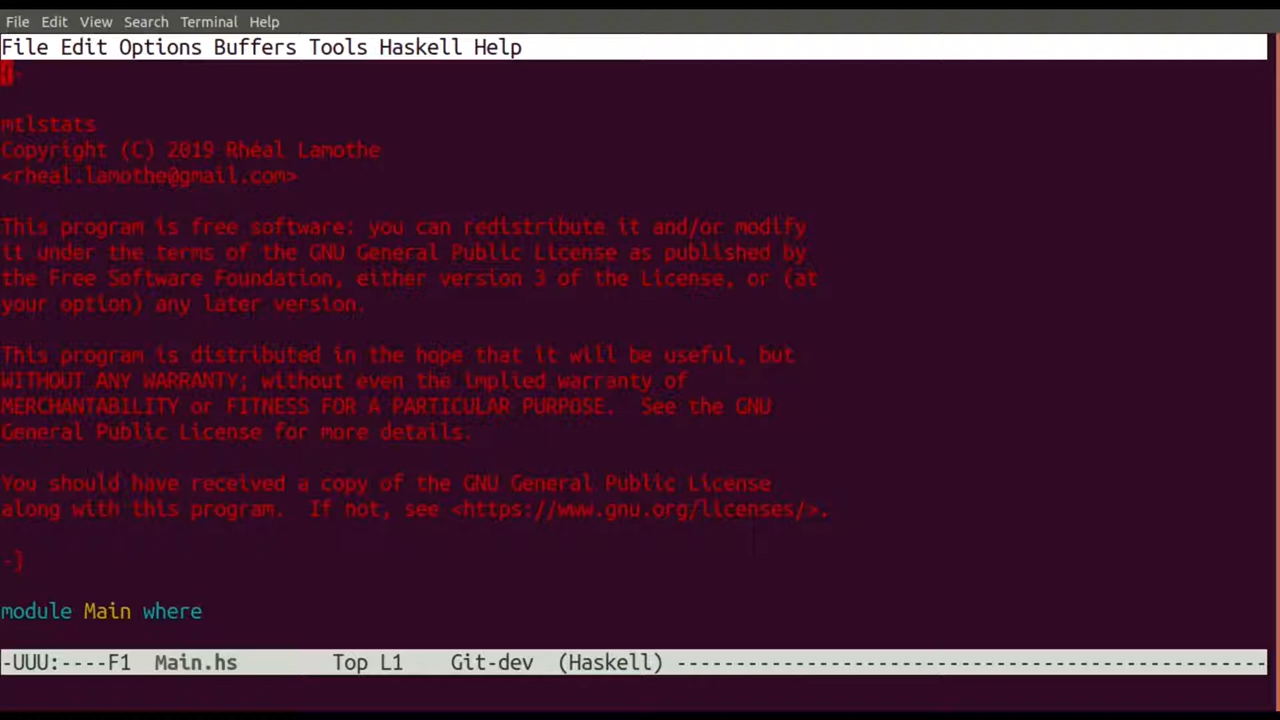 File Edit View Search Terminal Help
File Edit Options Buffers Tools Haskell Help
{-
mtlstats
Copyright (C) 2019 Rhéal Lamothe
<rheal.lamothe@gmail.com>
This program is free software: you can redistribute it and/or modify
it under the terms of the GNU General Public License as published by
the Free Software Foundation, either version 3 of the License, or (at
your option) any later version.
This program is distributed in the hope that it will be useful, but
WITHOUT ANY WARRANTY; without even the implied warranty of
MERCHANTABILITY or FITNESS FOR A PARTICULAR PURPOSE.  See the GNU
General Public License for more details.
You should have received a copy of the GNU General Public License
along with this program.  If not, see <https://www.gnu.org/licenses/>.
-}
module Main where
-UUU:----F1  Main.hs        Top L1    Git-dev  (Haskell) --------------------------------------------------